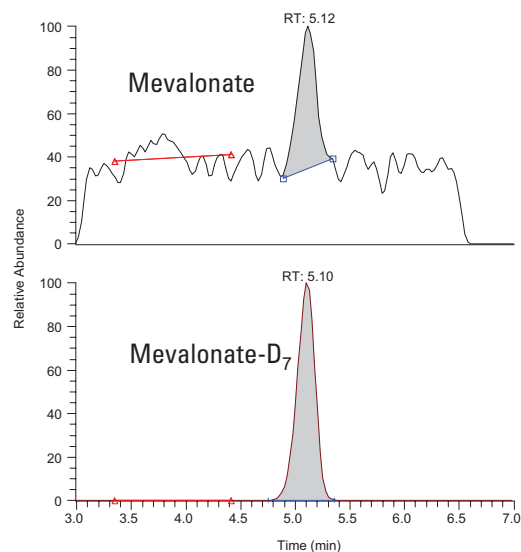 RT: 5.12
100
80
60
40
20
0
Mevalonate
Relative Abundance
RT: 5.10
100
80
60
40
20
0
Mevalonate-D₇
3.0 3.5 4.0 4.5 5.0 5.5 6.0 6.5 7.0
Time (min)